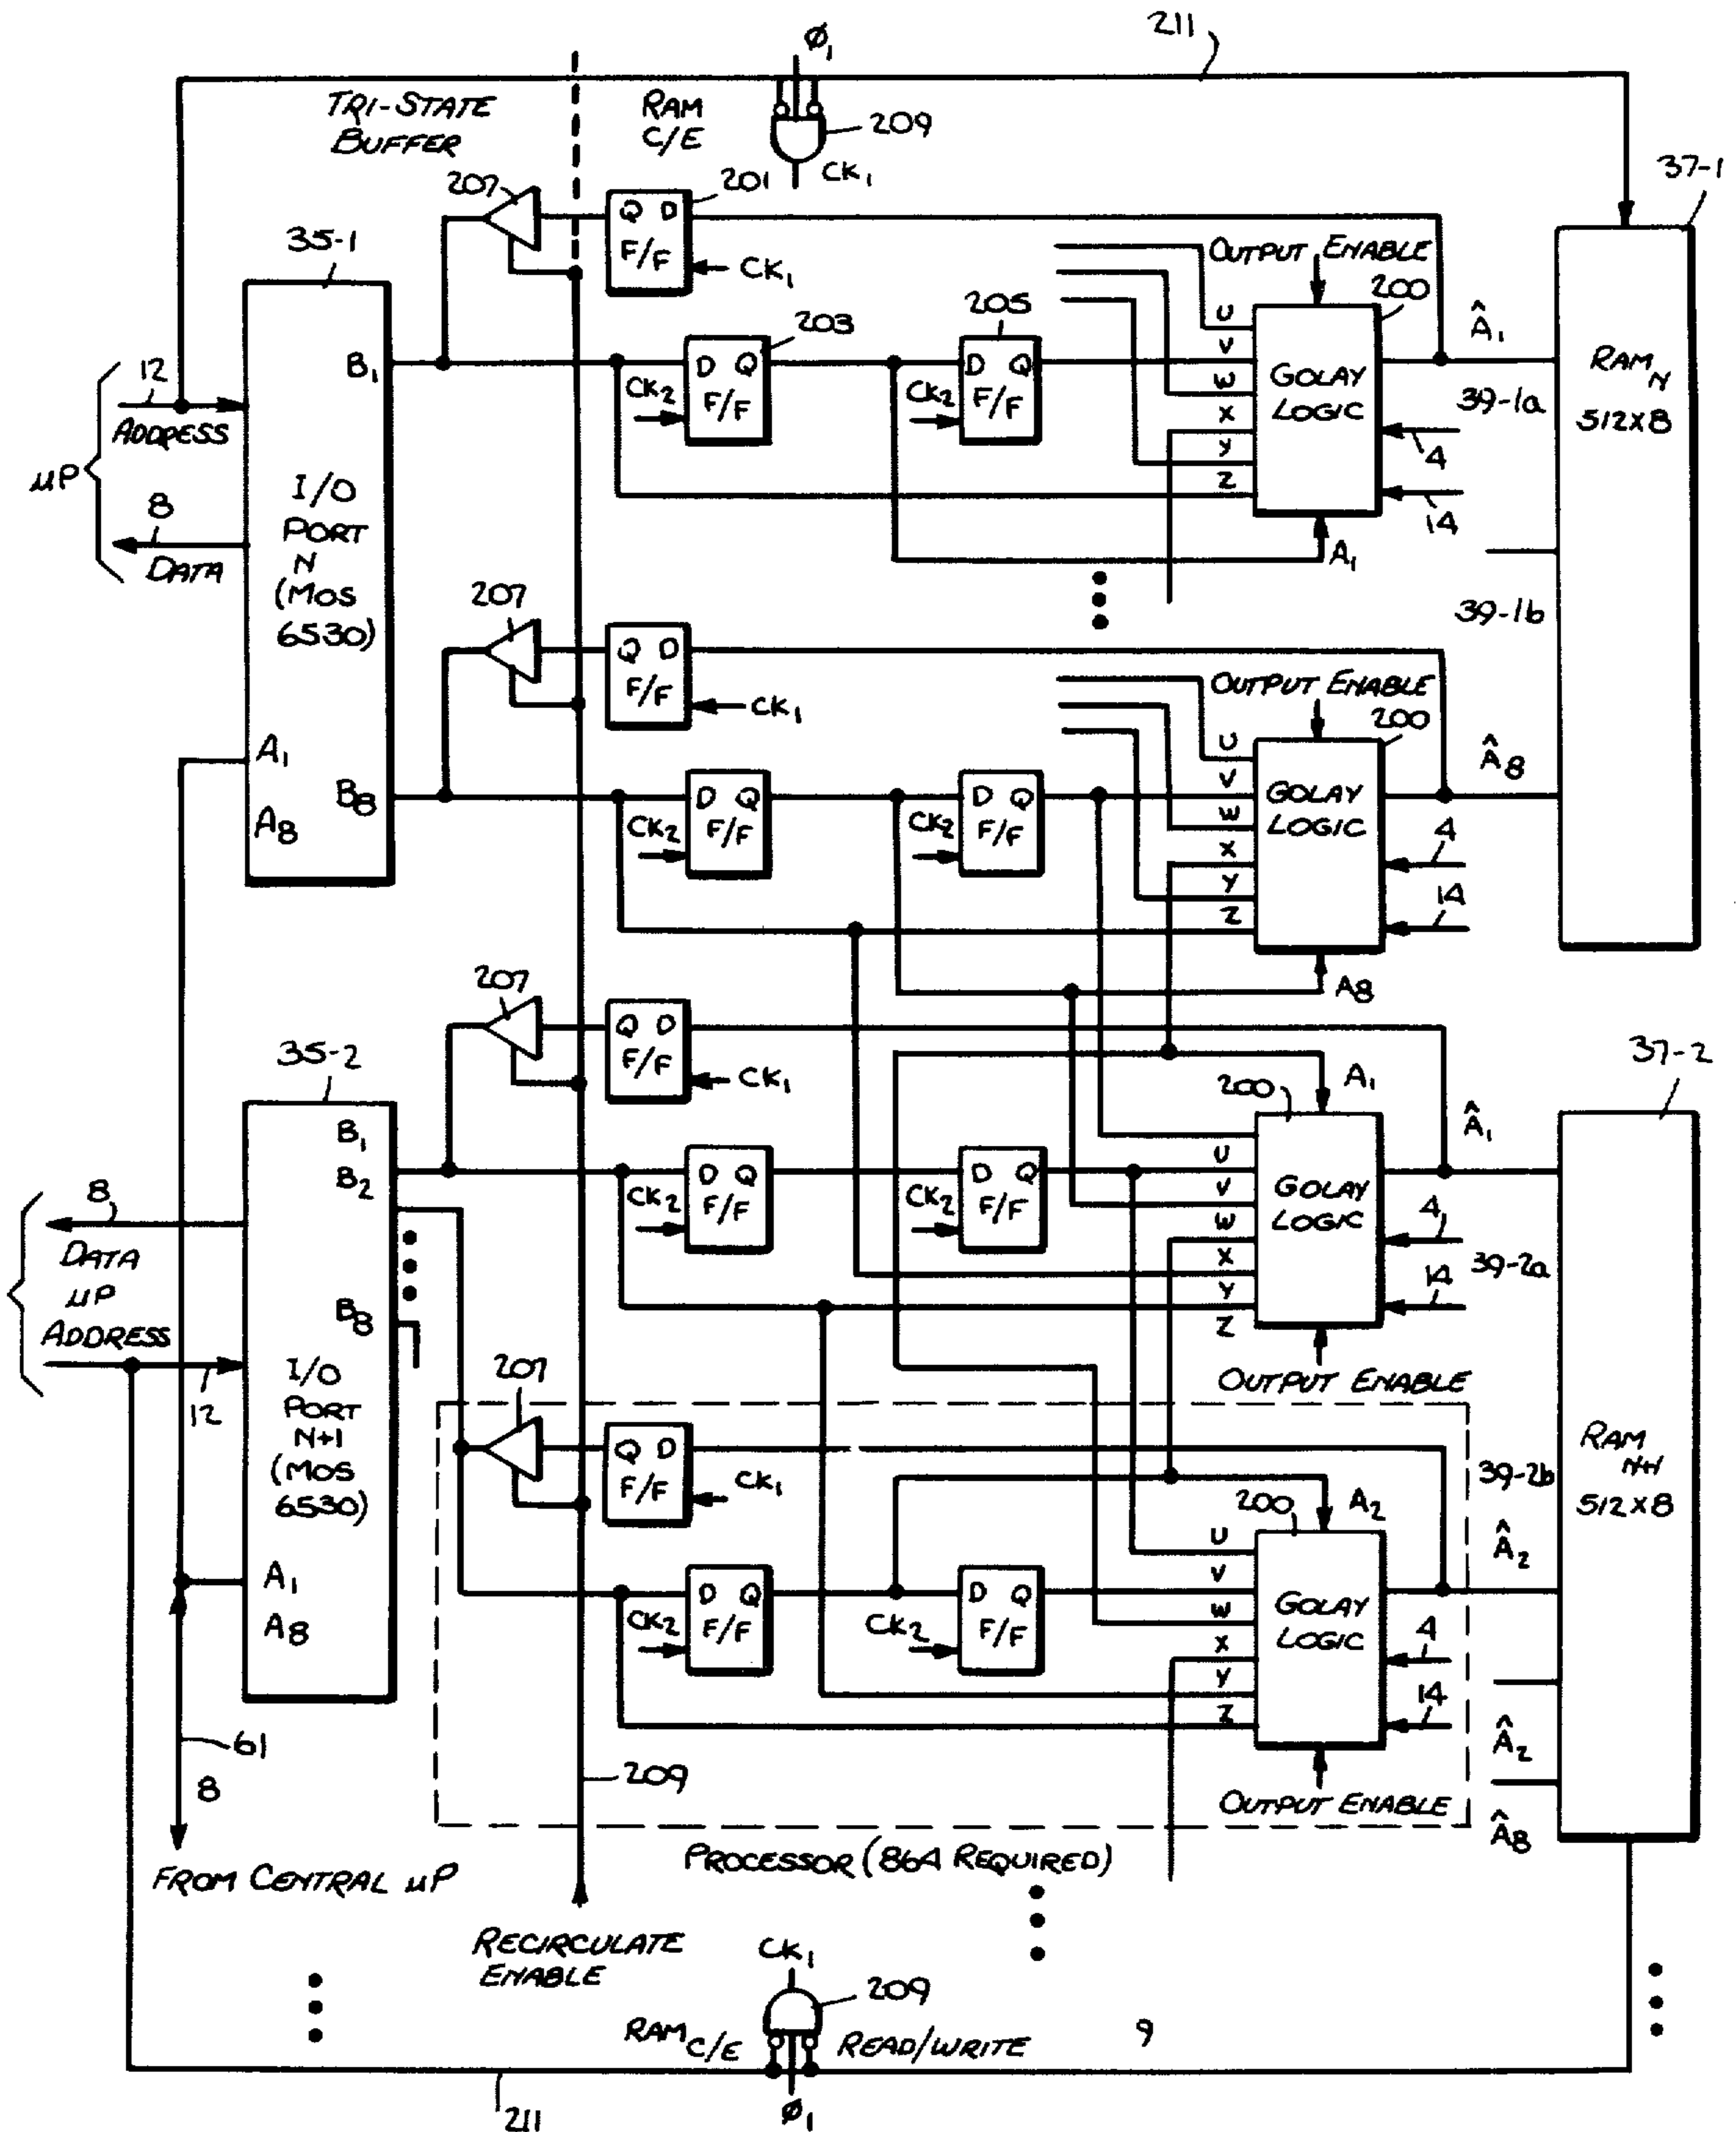 211
Ø₁
TRI-STATE
BUFFER
RAM
C/E
209
CK₁
207
201
Q D
F/F
CK₁
37-1
35-1
OUTPUT ENABLE
200
203
205
U
V
W
X
Y
Z
Â₁
B₁
D Q
F/F
CK₂
D Q
F/F
CK₂
GOLAY
LOGIC
RAM N
512X8
12
ADDRESS
39-1a
4
14
µP
8
DATA
I/O
PORT
N
(MOS
6530)
A₁
39-1b
207
Q D
F/F
CK₁
OUTPUT ENABLE
200
U
V
W
X
Y
Z
Â₈
A₁
A₈
B₈
D Q
F/F
CK₂
D Q
F/F
CK₂
GOLAY
LOGIC
4
14
A₈
207
Q D
F/F
CK₁
35-2
37-2
200
A₁
Â₁
B₁
B₂
D Q
F/F
CK₂
D Q
F/F
CK₂
U
V
W
X
Y
Z
GOLAY
LOGIC
4
14
39-2a
8
DATA
µP
ADDRESS
B₈
12
I/O
PORT
N+1
(MOS
6530)
OUTPUT ENABLE
207
Q D
F/F
CK₁
39-2b
RAM N+1
512X8
200
A₂
Â₂
A₁
A₈
D Q
F/F
CK₂
D Q
F/F
CK₂
U
V
W
X
Y
Z
GOLAY
LOGIC
4
14
Â₂
61
8
209
OUTPUT ENABLE
Â₈
FROM CENTRAL µP
PROCESSOR (864 REQUIRED)
RECIRCULATE
ENABLE
CK₁
209
RAM C/E
READ/WRITE
9
211
Ø₁